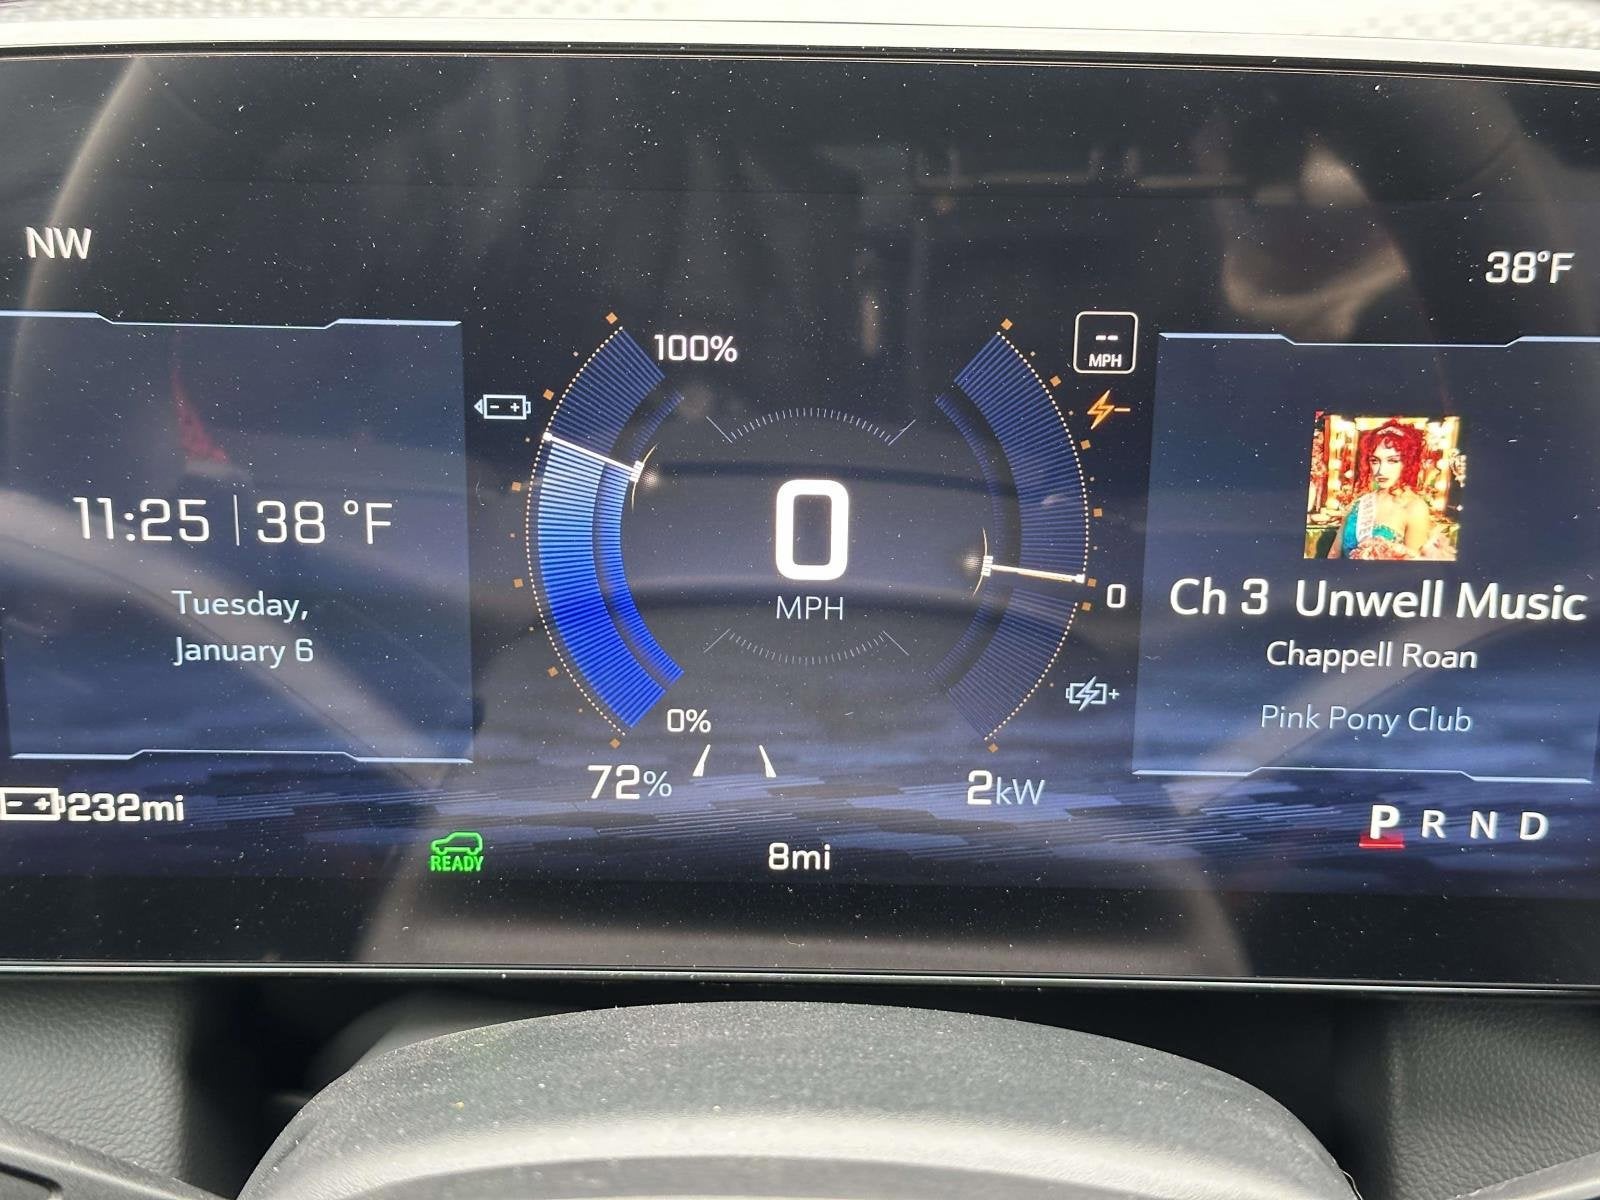 NW
38°F
100%
--
MPH
11:25 | 38 °F
Tuesday,
January 6
0
MPH
0
Ch 3 Unwell Music
Chappell Roan
Pink Pony Club
0%
72%
2kW
232mi
READY
8mi
P R N D